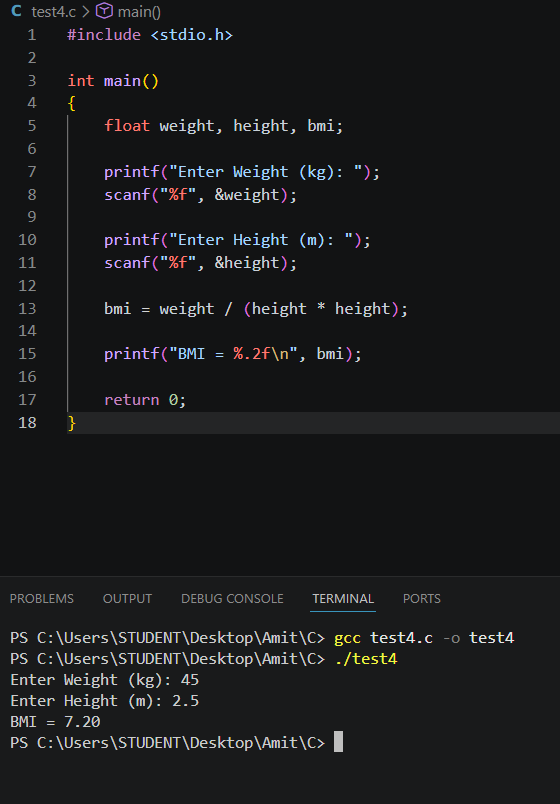 C test4.c > main()
1 #include <stdio.h>
2
3 int main()
4 {
5     float weight, height, bmi;
6
7     printf("Enter Weight (kg): ");
8     scanf("%f", &weight);
9
10     printf("Enter Height (m): ");
11     scanf("%f", &height);
12
13     bmi = weight / (height * height);
14
15     printf("BMI = %.2f\n", bmi);
16
17     return 0;
18 }
PROBLEMS OUTPUT DEBUG CONSOLE TERMINAL PORTS
PS C:\Users\STUDENT\Desktop\Amit\C> gcc test4.c -o test4
PS C:\Users\STUDENT\Desktop\Amit\C> ./test4
Enter Weight (kg): 45
Enter Height (m): 2.5
BMI = 7.20
PS C:\Users\STUDENT\Desktop\Amit\C>